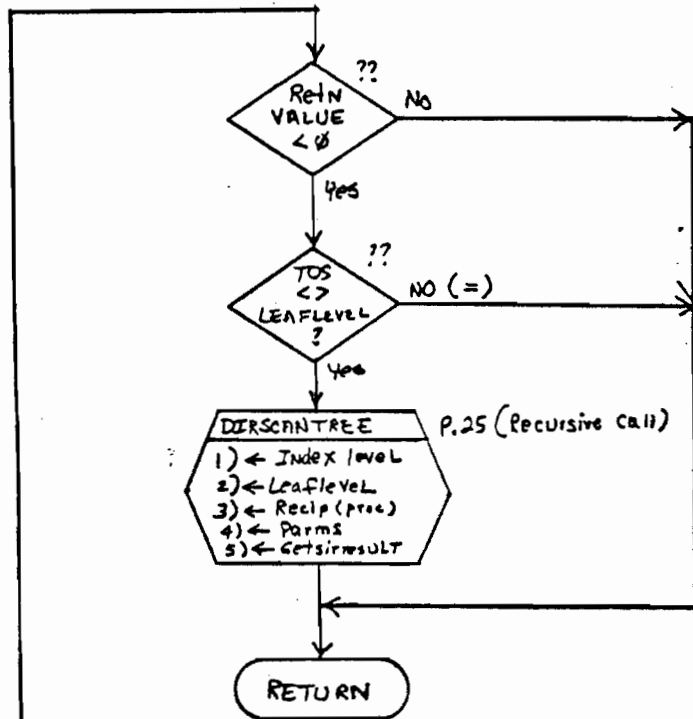 ??
RetN
VALUE
< ∅
NO
Yes
??
TOS
<>
LEAFLEVEL
?
NO (=)
Yes
DIRSCANTREE
P.25 (Recursive Call)
1) ← Index level
2) ← Leaflevel
3) ← Recip (proc)
4) ← Parms
5) ← Getsirresult
RETURN